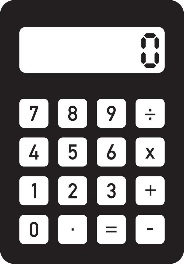 0
7 8 9 ÷
4 5 6 x
1 2 3 +
0 . = -